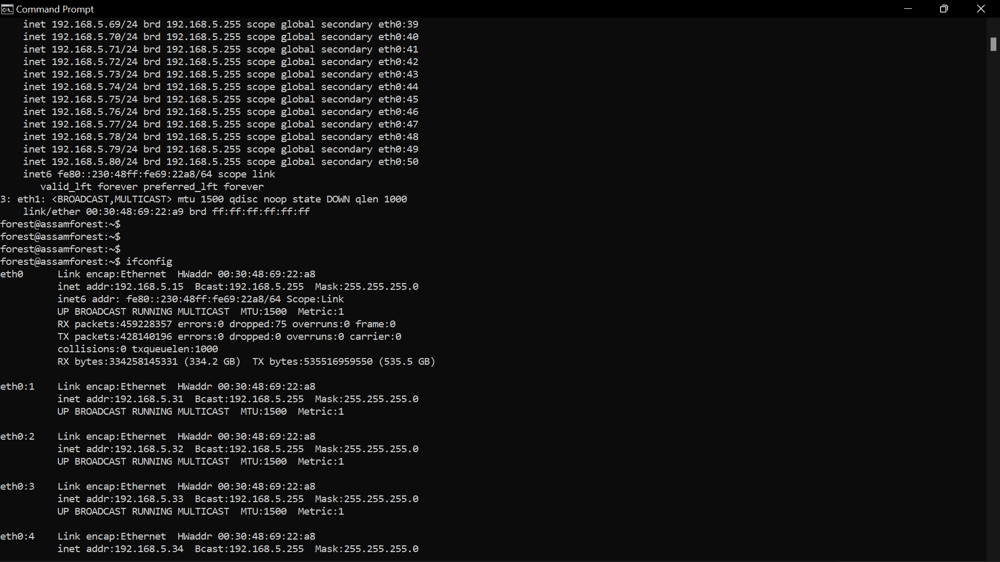 Command Prompt
    inet 192.168.5.69/24 brd 192.168.5.255 scope global secondary eth0:39
    inet 192.168.5.70/24 brd 192.168.5.255 scope global secondary eth0:40
    inet 192.168.5.71/24 brd 192.168.5.255 scope global secondary eth0:41
    inet 192.168.5.72/24 brd 192.168.5.255 scope global secondary eth0:42
    inet 192.168.5.73/24 brd 192.168.5.255 scope global secondary eth0:43
    inet 192.168.5.74/24 brd 192.168.5.255 scope global secondary eth0:44
    inet 192.168.5.75/24 brd 192.168.5.255 scope global secondary eth0:45
    inet 192.168.5.76/24 brd 192.168.5.255 scope global secondary eth0:46
    inet 192.168.5.77/24 brd 192.168.5.255 scope global secondary eth0:47
    inet 192.168.5.78/24 brd 192.168.5.255 scope global secondary eth0:48
    inet 192.168.5.79/24 brd 192.168.5.255 scope global secondary eth0:49
    inet 192.168.5.80/24 brd 192.168.5.255 scope global secondary eth0:50
    inet6 fe80::230:48ff:fe69:22a8/64 scope link
       valid_lft forever preferred_lft forever
3: eth1: <BROADCAST,MULTICAST> mtu 1500 qdisc noop state DOWN qlen 1000
    link/ether 00:30:48:69:22:a9 brd ff:ff:ff:ff:ff:ff
forest@assamforest:~$
forest@assamforest:~$
forest@assamforest:~$
forest@assamforest:~$ ifconfig
eth0      Link encap:Ethernet  HWaddr 00:30:48:69:22:a8
          inet addr:192.168.5.15  Bcast:192.168.5.255  Mask:255.255.255.0
          inet6 addr: fe80::230:48ff:fe69:22a8/64 Scope:Link
          UP BROADCAST RUNNING MULTICAST  MTU:1500  Metric:1
          RX packets:459228357 errors:0 dropped:75 overruns:0 frame:0
          TX packets:428140196 errors:0 dropped:0 overruns:0 carrier:0
          collisions:0 txqueuelen:1000
          RX bytes:334258145331 (334.2 GB)  TX bytes:535516959550 (535.5 GB)

eth0:1    Link encap:Ethernet  HWaddr 00:30:48:69:22:a8
          inet addr:192.168.5.31  Bcast:192.168.5.255  Mask:255.255.255.0
          UP BROADCAST RUNNING MULTICAST  MTU:1500  Metric:1

eth0:2    Link encap:Ethernet  HWaddr 00:30:48:69:22:a8
          inet addr:192.168.5.32  Bcast:192.168.5.255  Mask:255.255.255.0
          UP BROADCAST RUNNING MULTICAST  MTU:1500  Metric:1

eth0:3    Link encap:Ethernet  HWaddr 00:30:48:69:22:a8
          inet addr:192.168.5.33  Bcast:192.168.5.255  Mask:255.255.255.0
          UP BROADCAST RUNNING MULTICAST  MTU:1500  Metric:1

eth0:4    Link encap:Ethernet  HWaddr 00:30:48:69:22:a8
          inet addr:192.168.5.34  Bcast:192.168.5.255  Mask:255.255.255.0